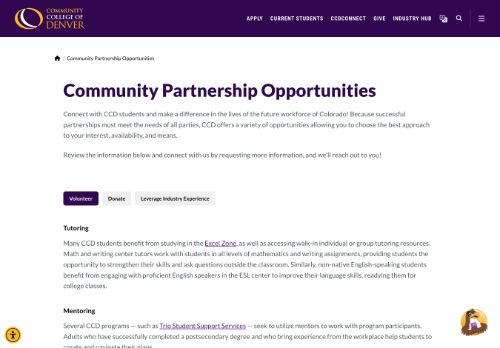 COMMUNITY
COLLEGE OF
DENVER
APPLY CURRENT STUDENTS CCDCONNECT GIVE INDUSTRY HUB
/ Community Partnership Opportunities
Community Partnership Opportunities
Connect with CCD students and make a difference in the lives of the future workforce of Colorado! Because successful
partnerships must meet the needs of all parties, CCD offers a variety of opportunities allowing you to choose the best approach
to your interest, availability, and means.
Review the information below and connect with us by requesting more information, and we'll reach out to you!
Volunteer Donate Leverage Industry Experience
Tutoring
Many CCD students benefit from studying in the Excel Zone, as well as accessing walk-in individual or group tutoring resources.
Math and writing center tutors work with students in all levels of mathematics and writing assignments, providing students the
opportunity to strengthen their skills and ask questions outside the classroom. Similarly, non-native English-speaking students
benefit from engaging with proficient English speakers in the ESL center to improve their language skills, readying them for
college classes.
Mentoring
Several CCD programs — such as Trio Student Support Services — seek to utilize mentors to work with program participants.
Adults who have successfully completed a postsecondary degree and who bring experience from the workplace help students to
create and navigate their plans